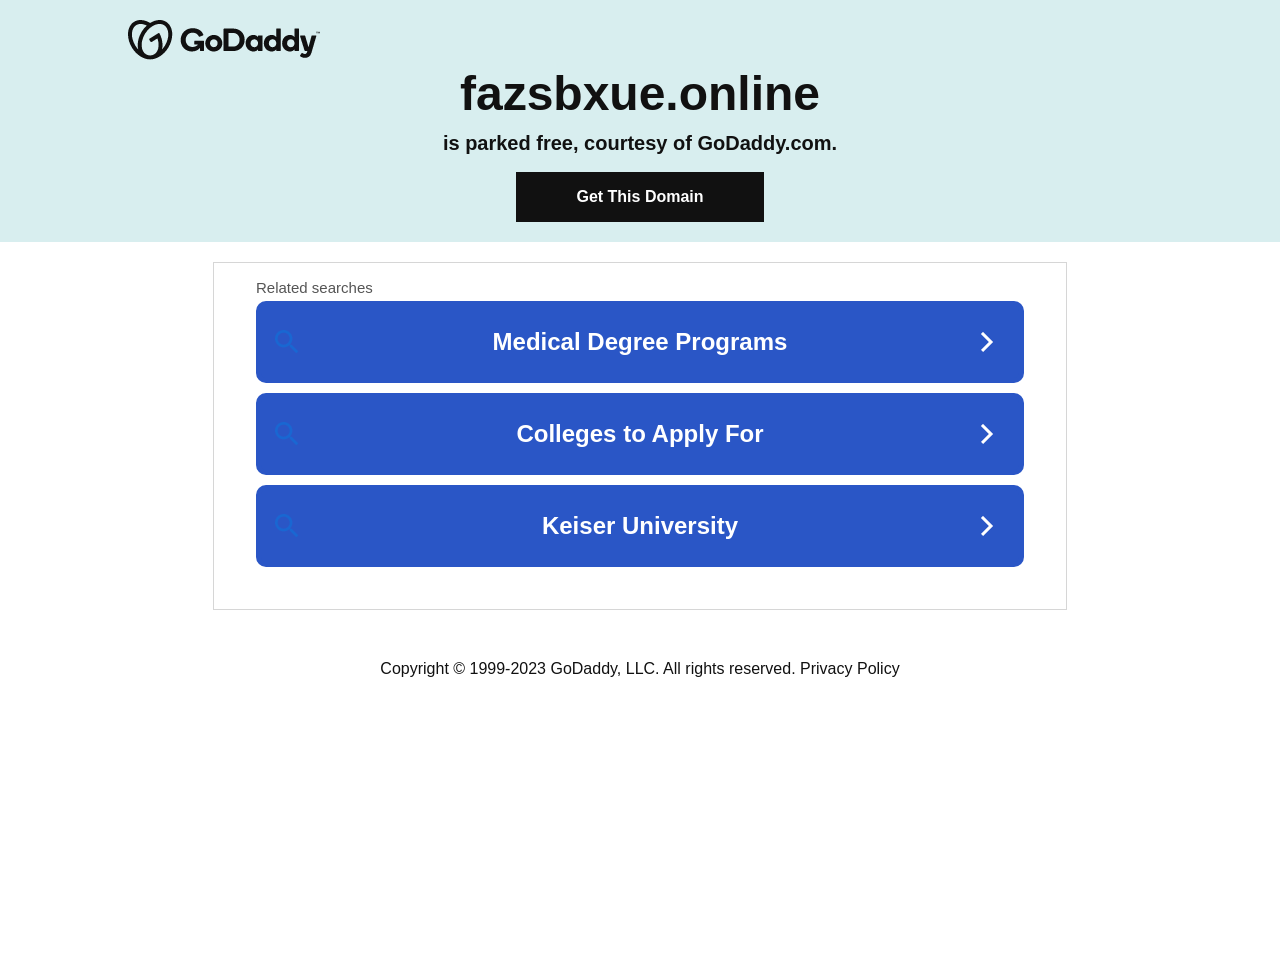 GoDaddy™
fazsbxue.online
is parked free, courtesy of GoDaddy.com.
Get This Domain
Related searches
Medical Degree Programs
Colleges to Apply For
Keiser University
Copyright © 1999-2023 GoDaddy, LLC. All rights reserved. Privacy Policy